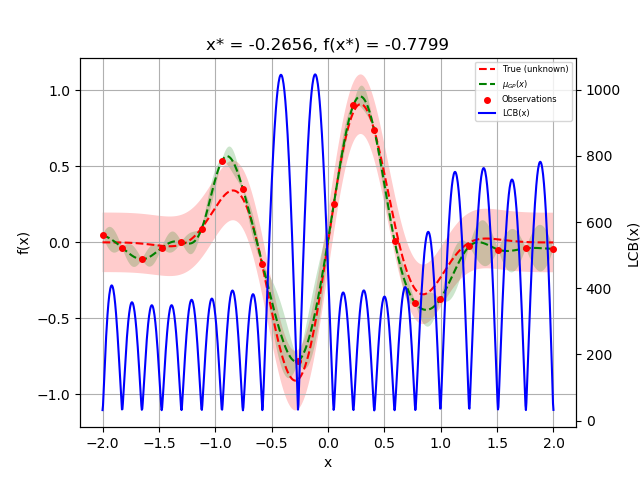 x* = -0.2656, f(x*) = -0.7799
True (unknown)
μGP(x)
Observations
LCB(x)
f(x)
1.0
0.5
0.0
−0.5
−1.0
1000
800
600
400
200
0
LCB(x)
−2.0 −1.5 −1.0 −0.5 0.0 0.5 1.0 1.5 2.0
x